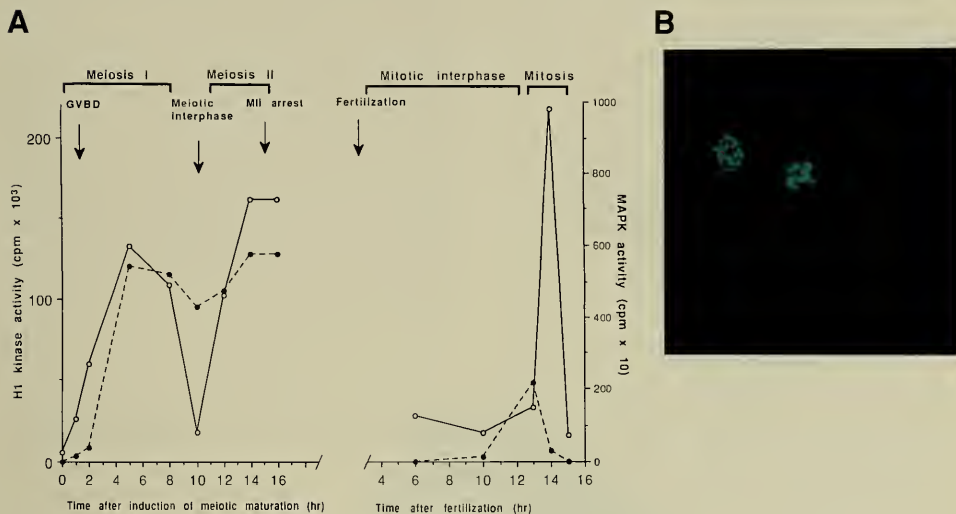 A
B
Meiosis I
Meiosis II
Mitotic interphase
Mitosis
GVBD
Meiotic
interphase
MII arrest
Fertiilzation
200
100
0
H1 kinase activity (cpm x 10³)
1000
800
600
400
200
0
MAPK activity (cpm x 10)
0 2 4 6 8 10 12 14 16
4 6 8 10 12 14 16
Time after induction of meiotic maturation (hr)
Time after fertilization (hr)